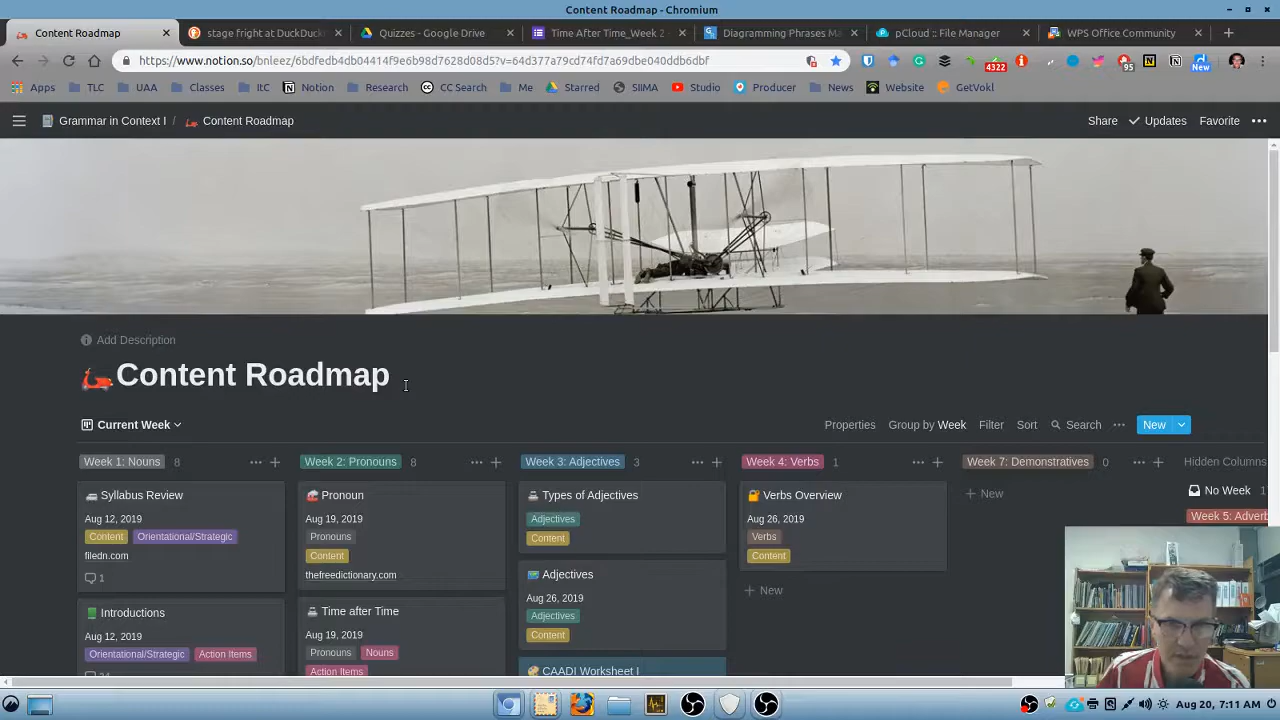 Content Roadmap - Chromium
Content Roadmap
stage fright at DuckDuck
Quizzes - Google Drive
Time After Time_Week 2 -
Diagramming Phrases Ma
pCloud :: File Manager
WPS Office Community
https://www.notion.so/bnleez/6bdfedb4db04414f9e6b9d7628d08d5?v=64d377a79cd74fd7a69dbe040ddb6dbf
4322
95
New
Apps
TLC
UAA
Classes
ItC
Notion
Research
CC Search
Me
Starred
SIIMA
Studio
Producer
News
Website
GetVokl
Grammar in Context I / Content Roadmap
Share
Updates
Favorite
Add Description
Content Roadmap
Current Week
Properties
Group by Week
Filter
Sort
Search
New
Week 1: Nouns 8
Week 2: Pronouns 8
Week 3: Adjectives 3
Week 4: Verbs 1
Week 7: Demonstratives 0
Hidden Columns
Syllabus Review
Aug 12, 2019
Content Orientational/Strategic
filedn.com
1
Introductions
Aug 12, 2019
Orientational/Strategic Action Items
Pronoun
Aug 19, 2019
Pronouns
Content
thefreedictionary.com
Time after Time
Aug 19, 2019
Pronouns Nouns
Action Items
Types of Adjectives
Adjectives
Content
Adjectives
Aug 26, 2019
Adjectives
Content
CAADI Worksheet I
Verbs Overview
Aug 26, 2019
Verbs
Content
+ New
+ New
No Week 1
Week 5: Adverb
Aug 20, 7:11 AM